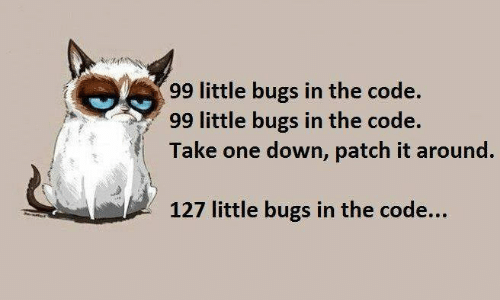 99 little bugs in the code.
99 little bugs in the code.
Take one down, patch it around.
127 little bugs in the code...